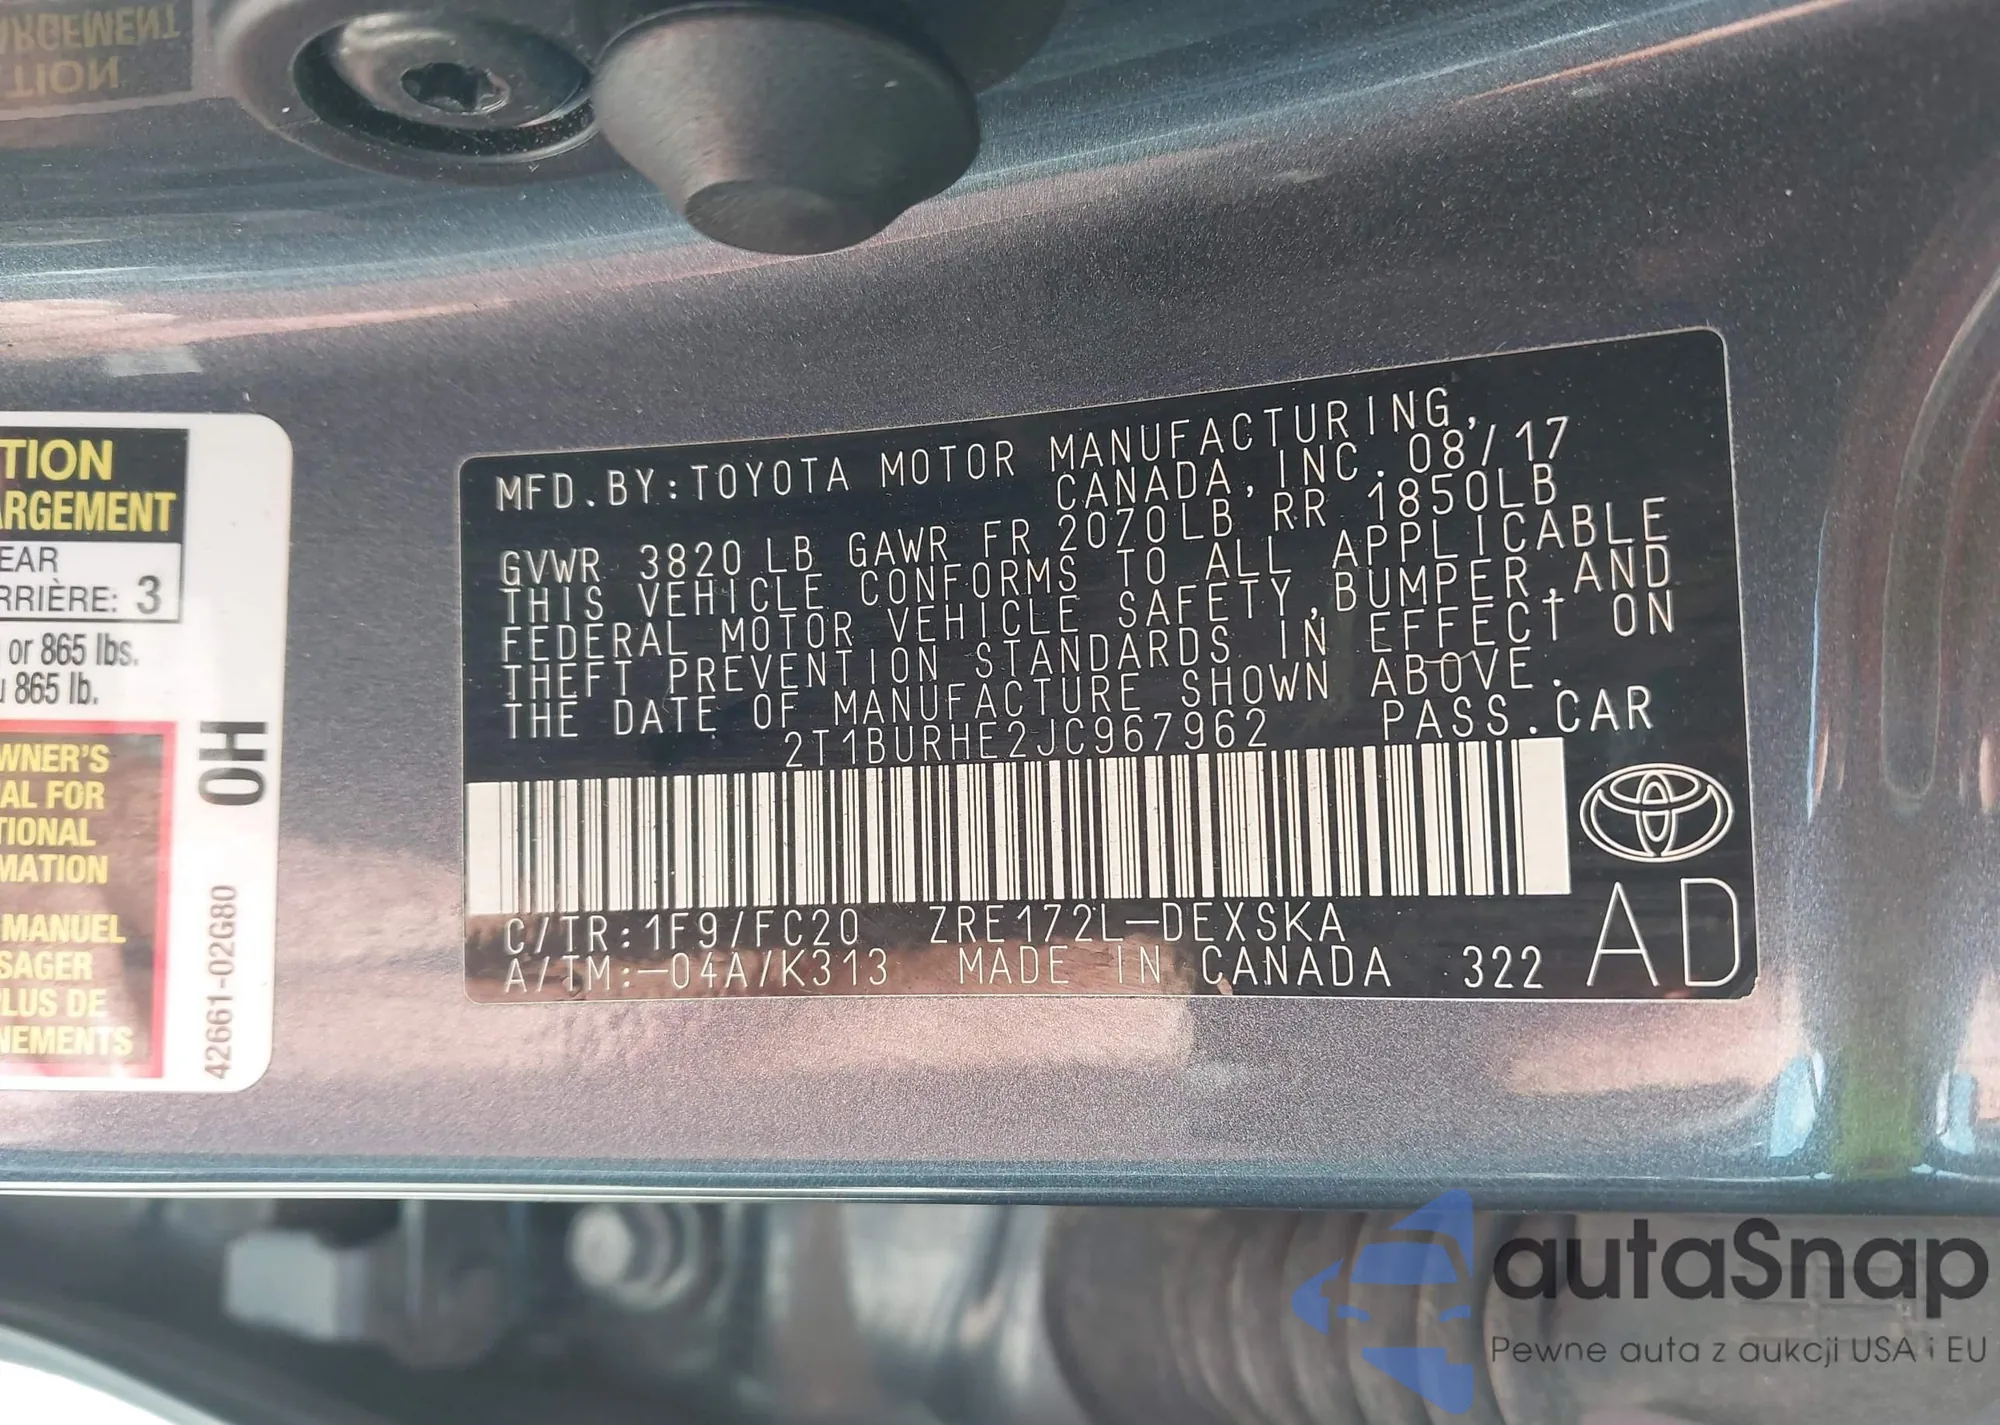 TION
ARGEMENT
EAR
RRIÈRE: 3
or 865 lbs.
865 lb.
WNER'S
AL FOR
TIONAL
MATION
MANUEL
SAGER
PLUS DE
NEMENTS
OH
42661-02G80
MFD.BY:TOYOTA MOTOR MANUFACTURING,
CANADA, INC. 08/17
GVWR 3820 LB GAWR FR 2070LB RR 1850LB
THIS VEHICLE CONFORMS TO ALL APPLICABLE
FEDERAL MOTOR VEHICLE SAFETY,BUMPER,AND
THEFT PREVENTION STANDARDS IN EFFECT ON
THE DATE OF MANUFACTURE SHOWN ABOVE.
2T1BURHE2JC967962 PASS.CAR
C/TR:1F9/FC20 ZRE172L-DEXSKA
A/TM:-04A/K313 MADE IN CANADA 322
AD
autaSnap
Pewne auta z aukcji USA i EU